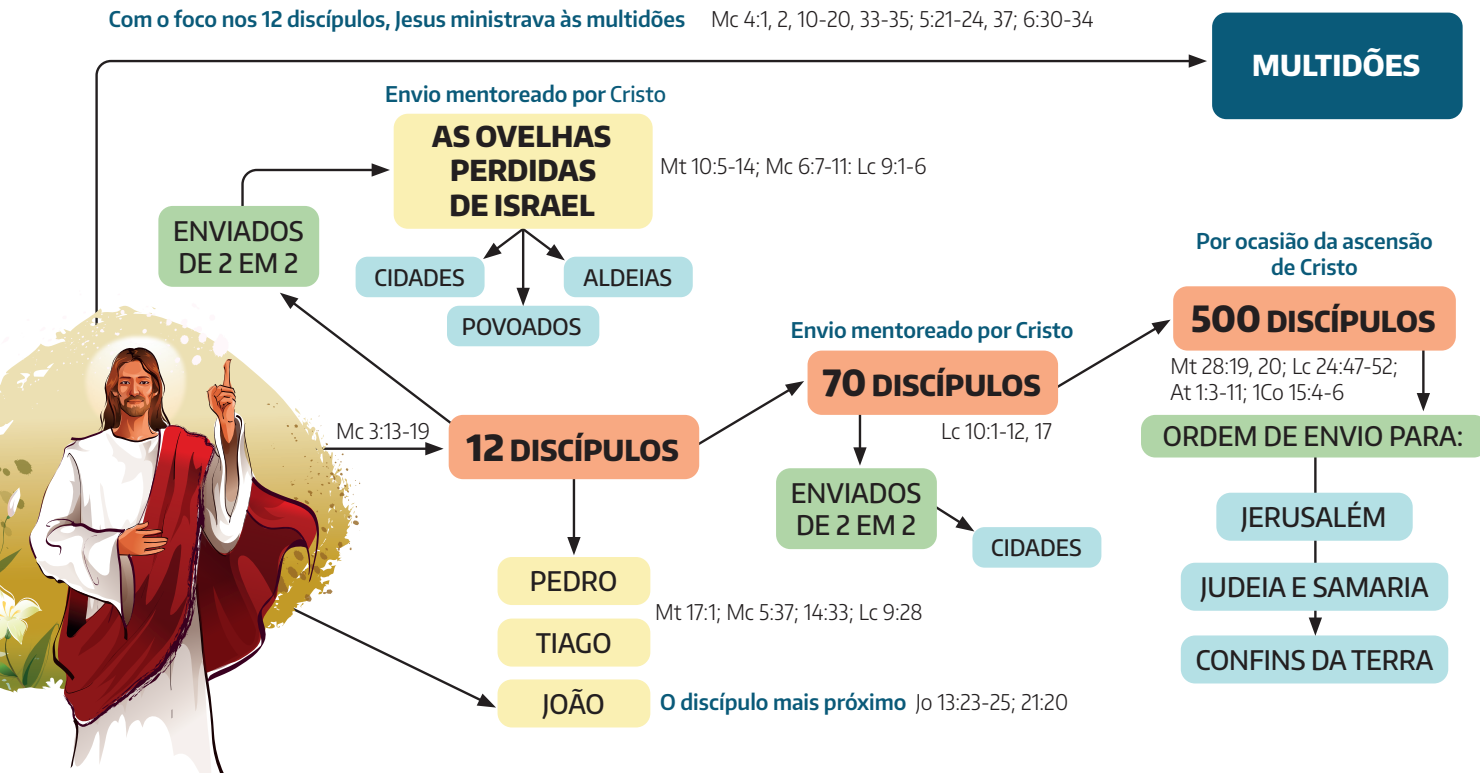 Com o foco nos 12 discípulos, Jesus ministrava às multidões Mc 4:1, 2, 10-20, 33-35; 5:21-24, 37; 6:30-34
MULTIDÕES
Envio mentoreado por Cristo
AS OVELHAS
PERDIDAS
DE ISRAEL
Mt 10:5-14; Mc 6:7-11: Lc 9:1-6
ENVIADOS
DE 2 EM 2
CIDADES
ALDEIAS
POVOADOS
Mc 3:13-19
12 DISCÍPULOS
PEDRO
TIAGO
Mt 17:1; Mc 5:37; 14:33; Lc 9:28
JOÃO
O discípulo mais próximo Jo 13:23-25; 21:20
Envio mentoreado por Cristo
70 DISCÍPULOS
Lc 10:1-12, 17
ENVIADOS
DE 2 EM 2
CIDADES
Por ocasião da ascensão
de Cristo
500 DISCÍPULOS
Mt 28:19, 20; Lc 24:47-52;
At 1:3-11; 1Co 15:4-6
ORDEM DE ENVIO PARA:
JERUSALÉM
JUDEIA E SAMARIA
CONFINS DA TERRA